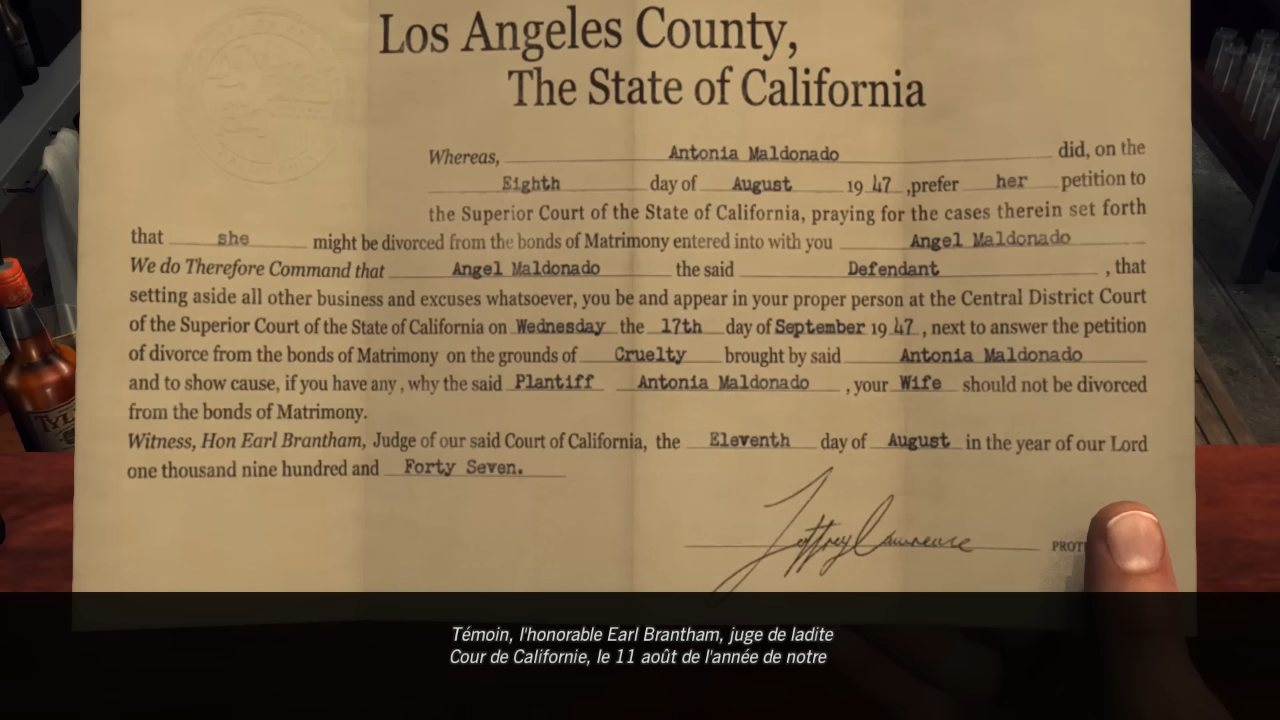 Los Angeles County,
The State of California
Whereas, Antonia Maldonado did, on the
Eighth day of August 19 47 ,prefer her petition to
the Superior Court of the State of California, praying for the cases therein set forth
that she might be divorced from the bonds of Matrimony entered into with you Angel Maldonado
We do Therefore Command that Angel Maldonado the said Defendant , that
setting aside all other business and excuses whatsoever, you be and appear in your proper person at the Central District Court
of the Superior Court of the State of California on Wednesday the 17th day of September 19 47 , next to answer the petition
of divorce from the bonds of Matrimony on the grounds of Cruelty brought by said Antonia Maldonado
and to show cause, if you have any , why the said Plantiff Antonia Maldonado , your Wife should not be divorced
from the bonds of Matrimony.
Witness, Hon Earl Brantham, Judge of our said Court of California, the Eleventh day of August in the year of our Lord
one thousand nine hundred and Forty Seven.
Jeffrey Lawrence
Témoin, l'honorable Earl Brantham, juge de ladite
Cour de Californie, le 11 août de l'année de notre